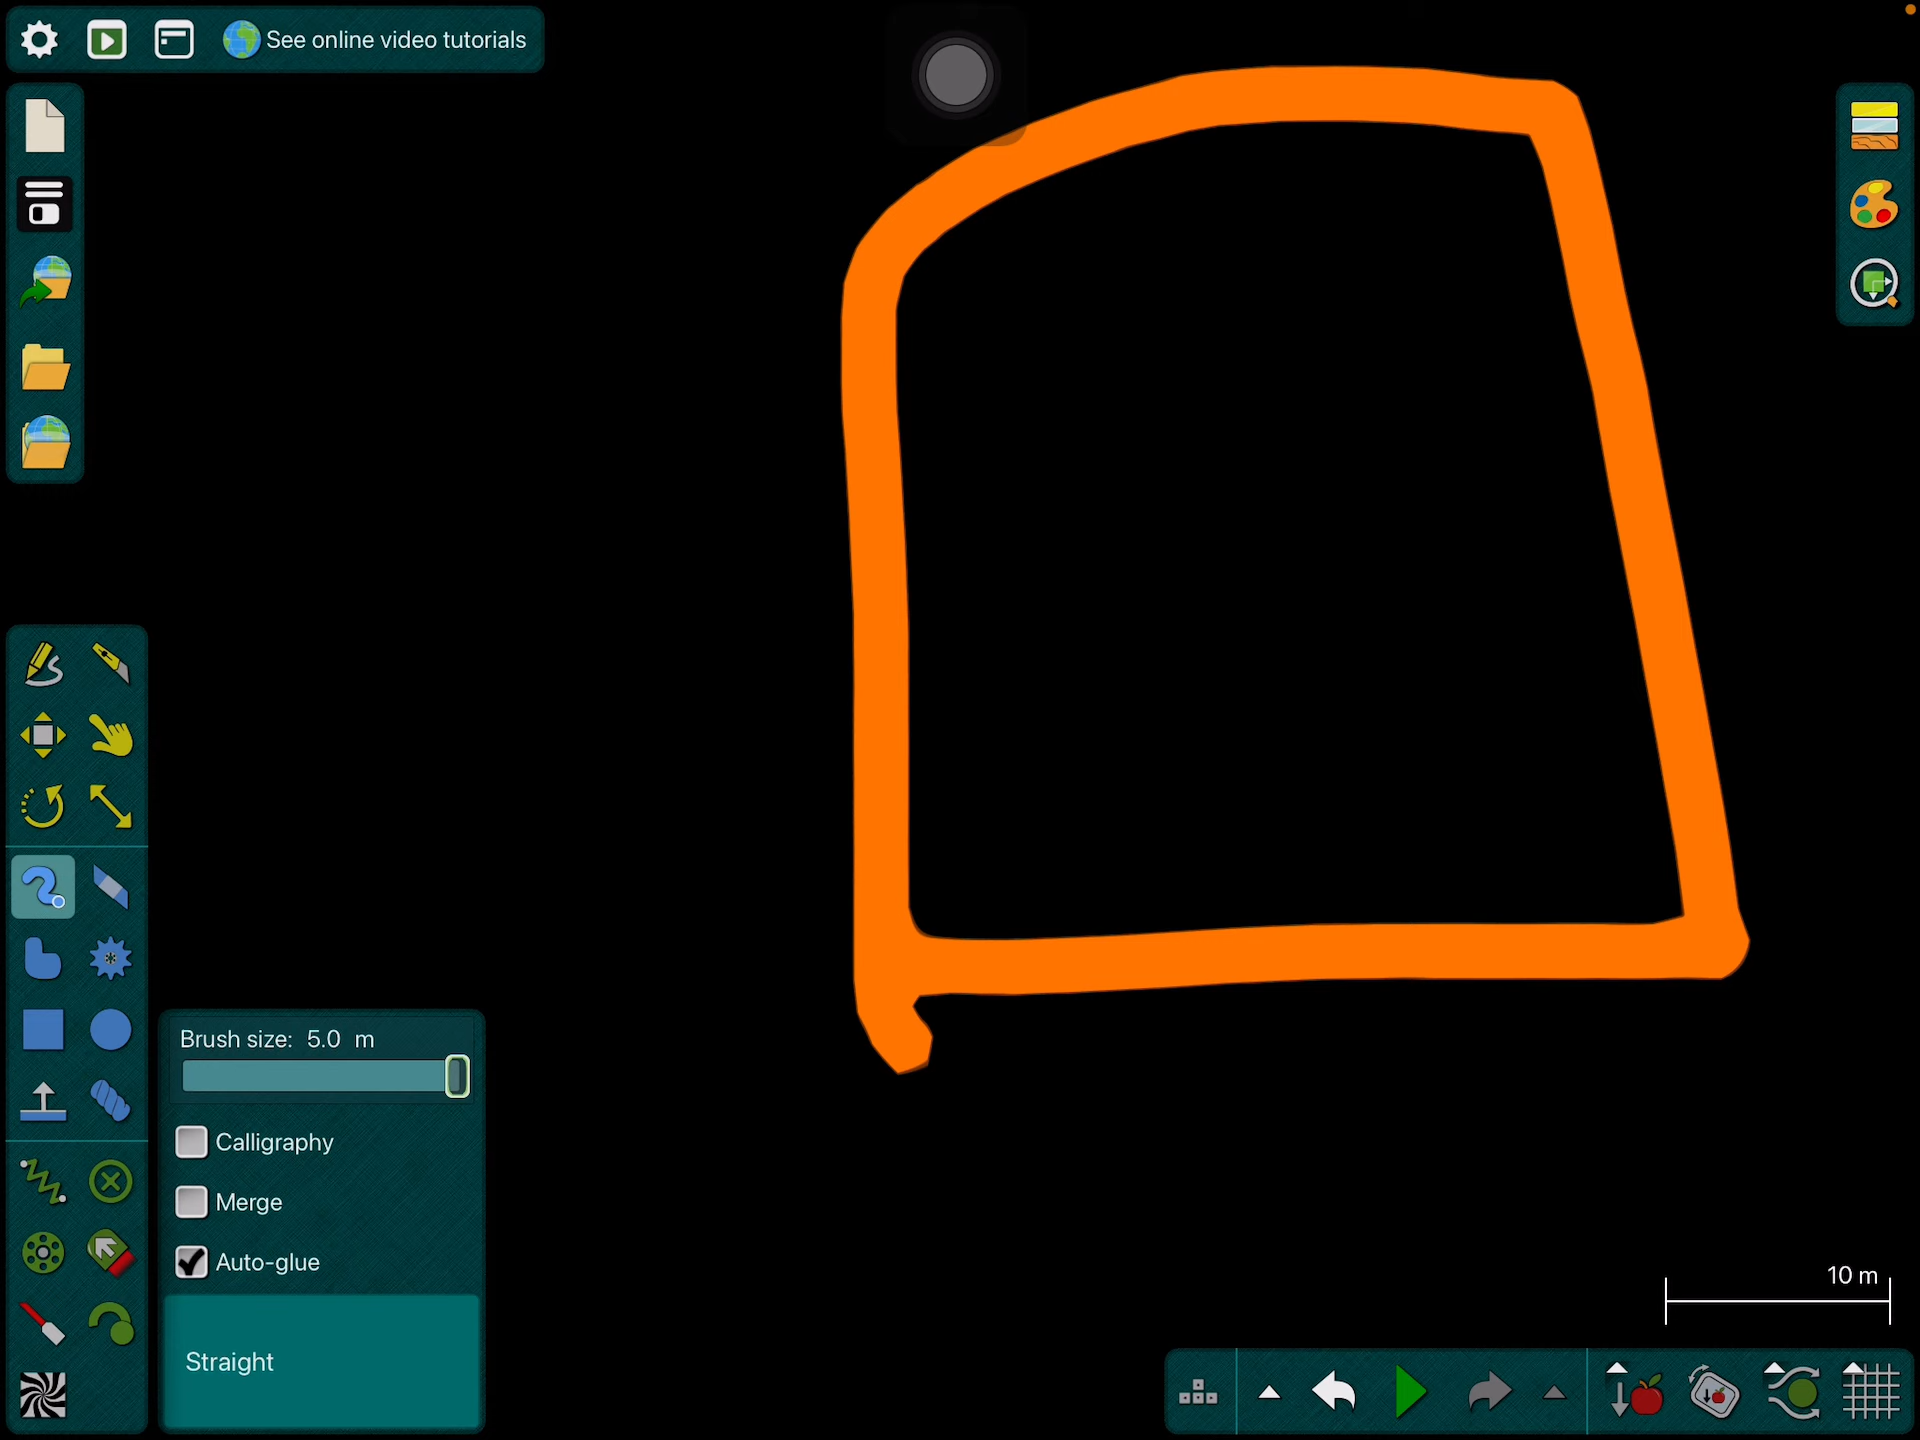 See online video tutorials
Brush size: 5.0 m
Calligraphy
Merge
Auto-glue
Straight
10 m